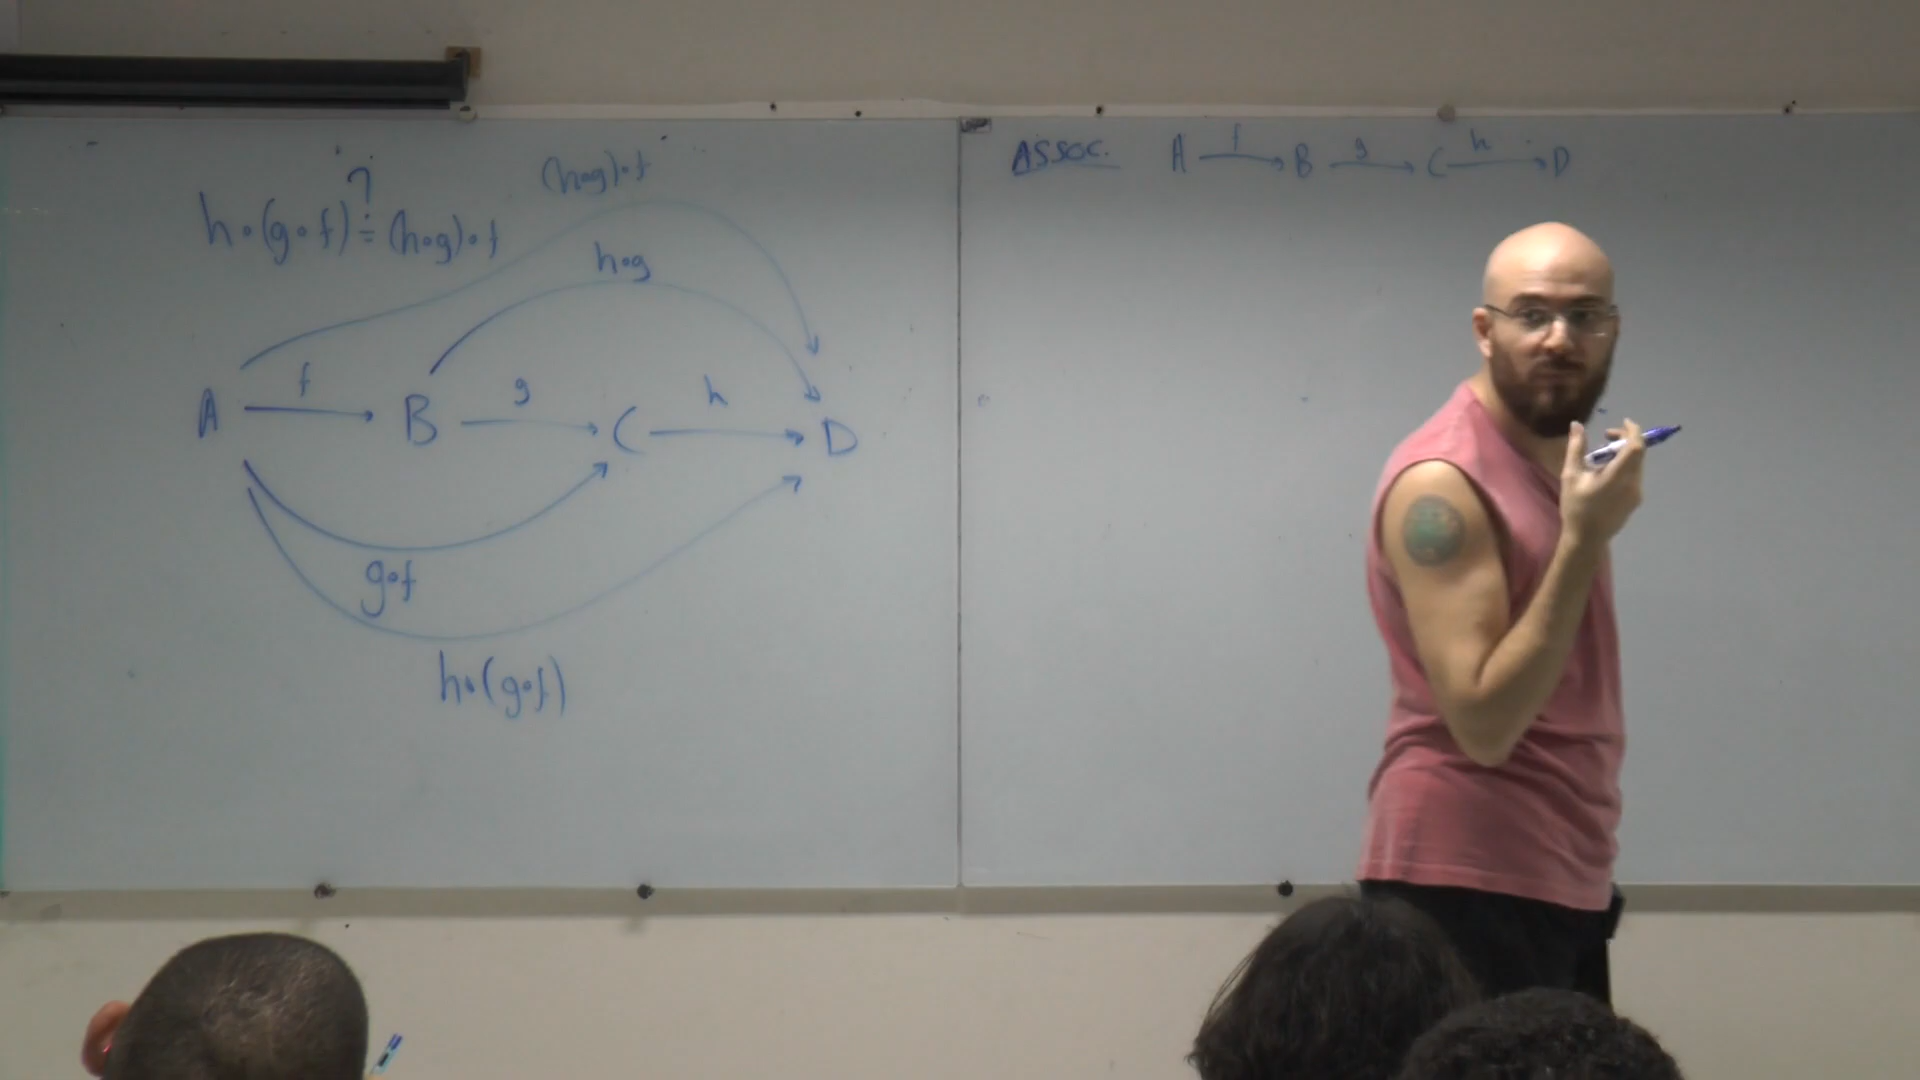 h∘(g∘f) ≟ (h∘g)∘f
(h∘g)∘f
h∘g
f g h
A B C D
g∘f
h∘(g∘f)
ASSOC. A f→ B g→ C h→ D